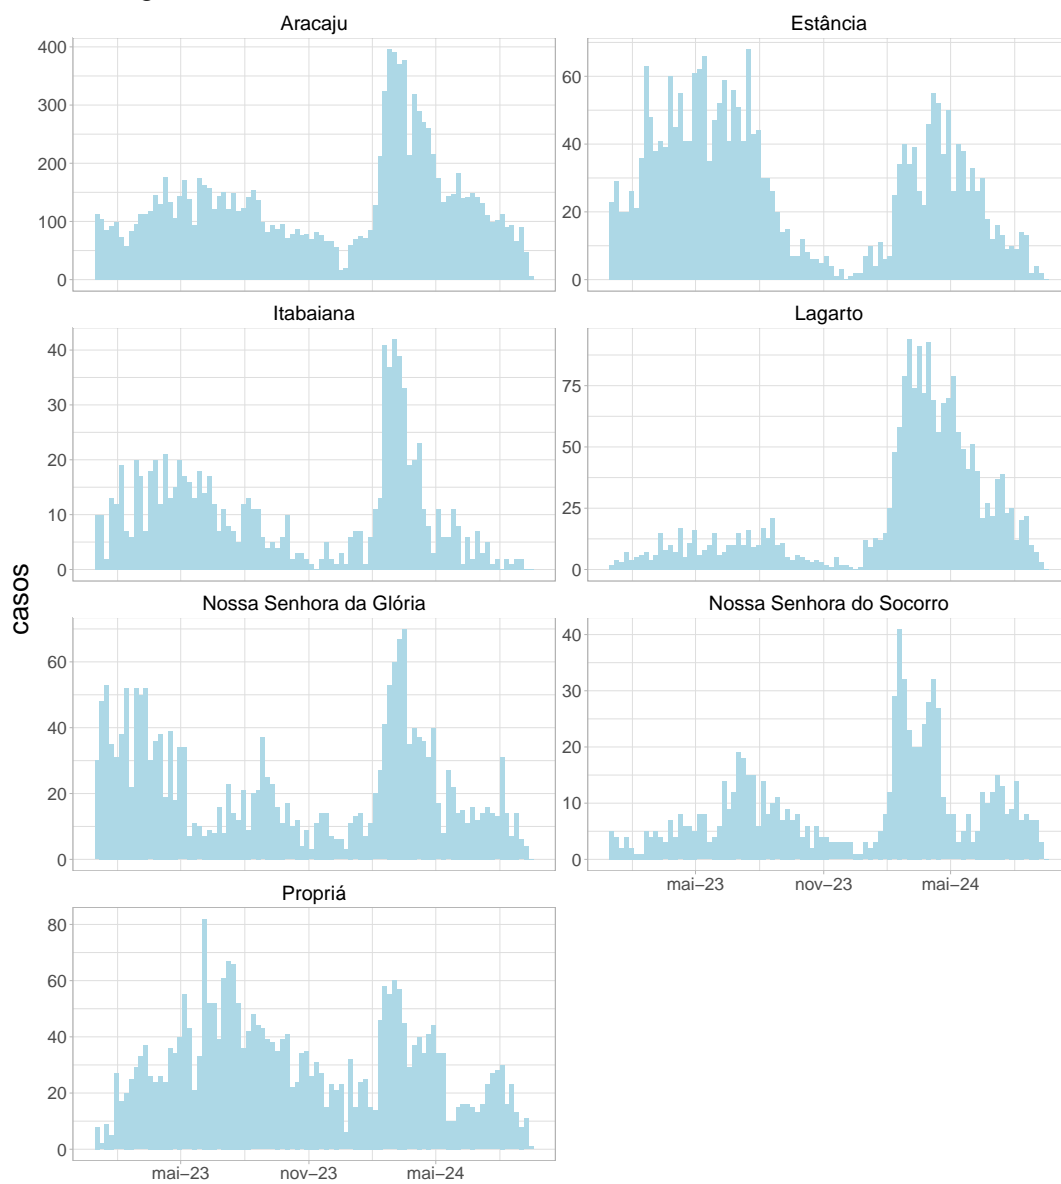 Aracaju
Estância
400
300
200
100
0
60
40
20
0
Itabaiana
Lagarto
40
30
20
10
0
75
50
25
0
casos
Nossa Senhora da Glória
Nossa Senhora do Socorro
60
40
20
0
40
30
20
10
0
mai−23
nov−23
mai−24
Propriá
80
60
40
20
0
mai−23
nov−23
mai−24